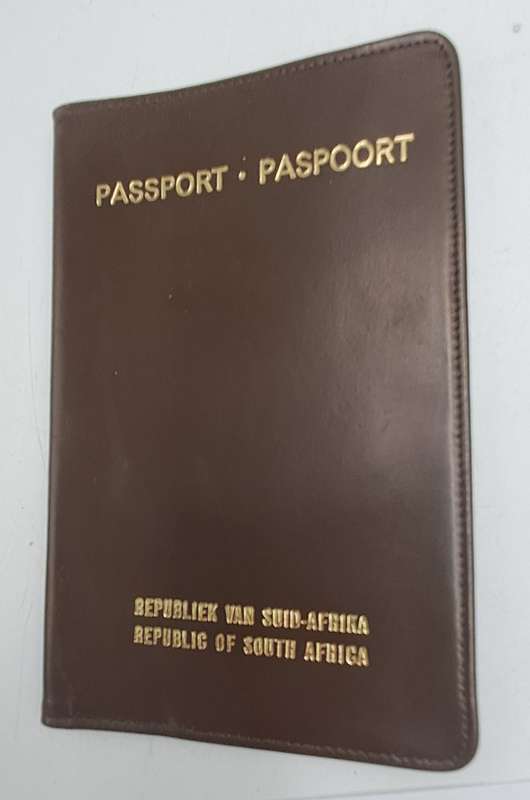 PASSPORT · PASPOORT
REPUBLIEK VAN SUID-AFRIKA
REPUBLIC OF SOUTH AFRICA